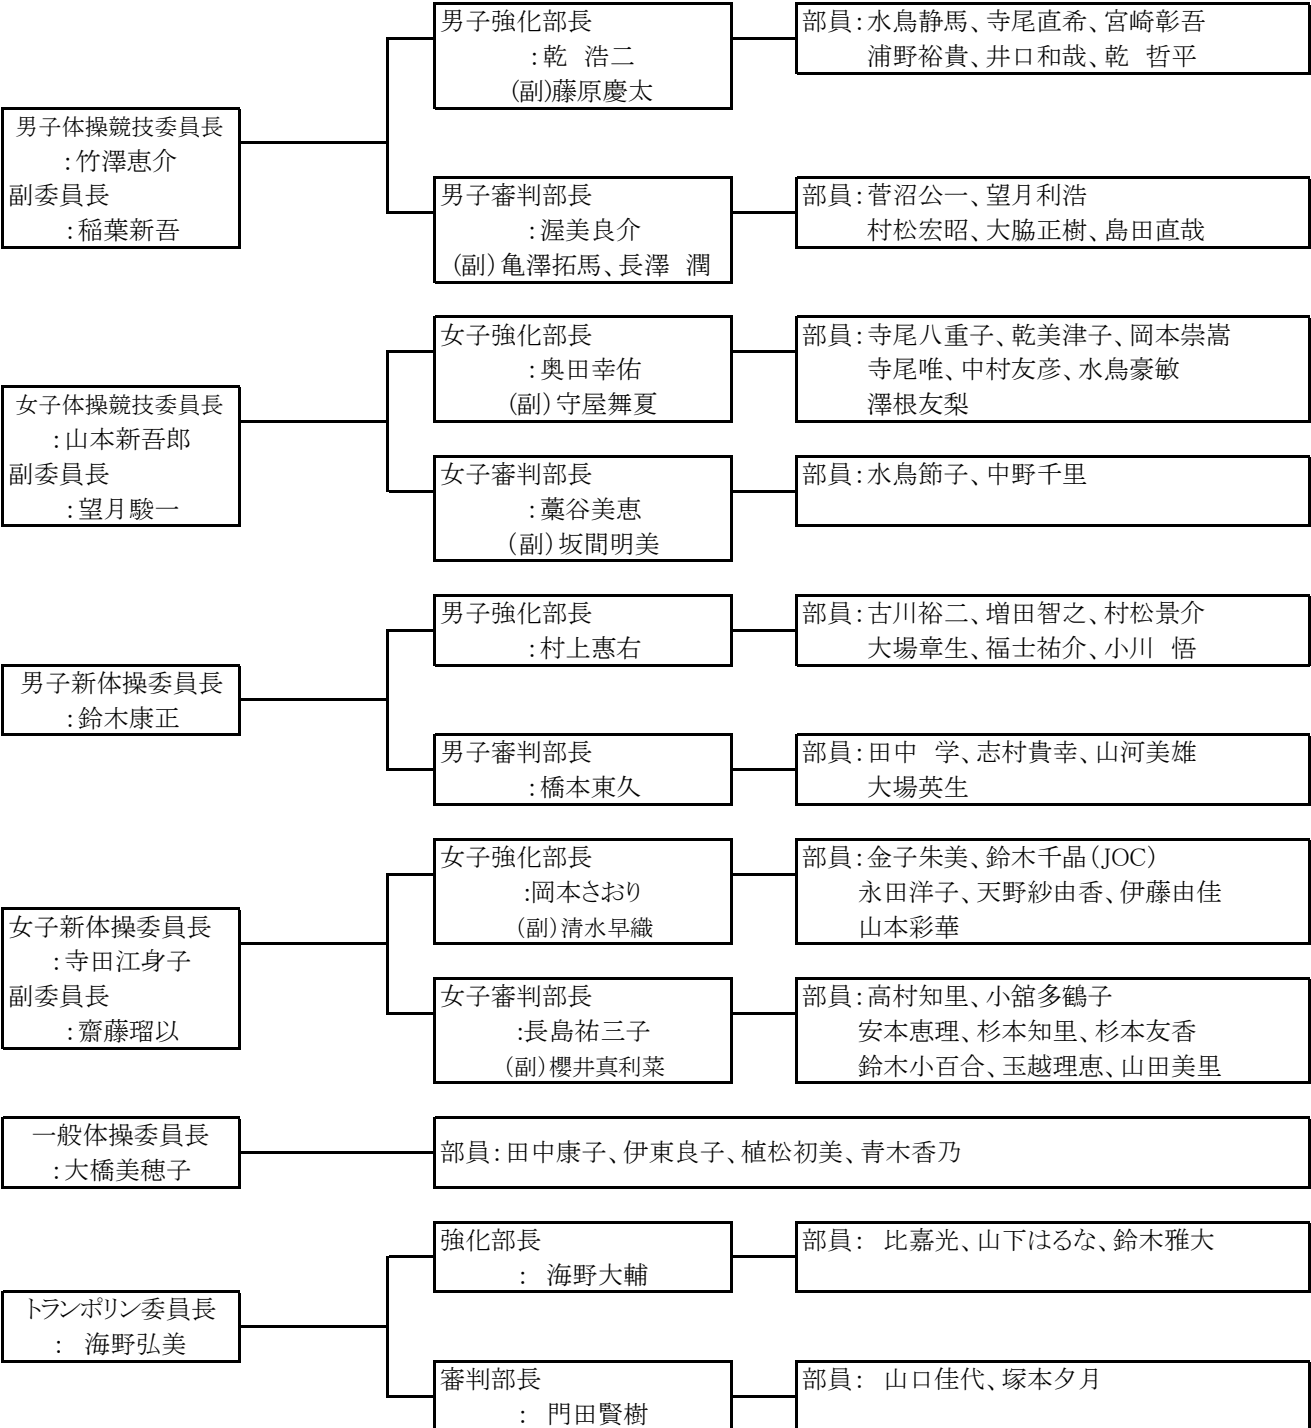 男子強化部長
:乾　浩二
(副)藤原慶太
部員:水鳥静馬、寺尾直希、宮崎彰吾
浦野裕貴、井口和哉、乾　哲平
男子体操競技委員長
:竹澤恵介
副委員長
:稲葉新吾
男子審判部長
:渥美良介
(副)亀澤拓馬、長澤　潤
部員:菅沼公一、望月利浩
村松宏昭、大脇正樹、島田直哉
女子強化部長
:奥田幸佑
(副)守屋舞夏
部員:寺尾八重子、乾美津子、岡本崇嵩
寺尾唯、中村友彦、水鳥豪敏
澤根友梨
女子体操競技委員長
:山本新吾郎
副委員長
:望月駿一
女子審判部長
:藁谷美恵
(副)坂間明美
部員:水鳥節子、中野千里
男子強化部長
:村上惠右
部員:古川裕二、増田智之、村松景介
大場章生、福士祐介、小川　悟
男子新体操委員長
:鈴木康正
男子審判部長
:橋本東久
部員:田中　学、志村貴幸、山河美雄
大場英生
女子強化部長
:岡本さおり
(副)清水早織
部員:金子朱美、鈴木千晶(JOC)
永田洋子、天野紗由香、伊藤由佳
山本彩華
女子新体操委員長
:寺田江身子
副委員長
:齋藤瑠以
女子審判部長
:長島祐三子
(副)櫻井真利菜
部員:高村知里、小舘多鶴子
安本恵理、杉本知里、杉本友香
鈴木小百合、玉越理恵、山田美里
一般体操委員長
:大橋美穂子
部員:田中康子、伊東良子、植松初美、青木香乃
強化部長
:　海野大輔
部員:　比嘉光、山下はるな、鈴木雅大
トランポリン委員長
:　海野弘美
審判部長
:　門田賢樹
部員:　山口佳代、塚本夕月